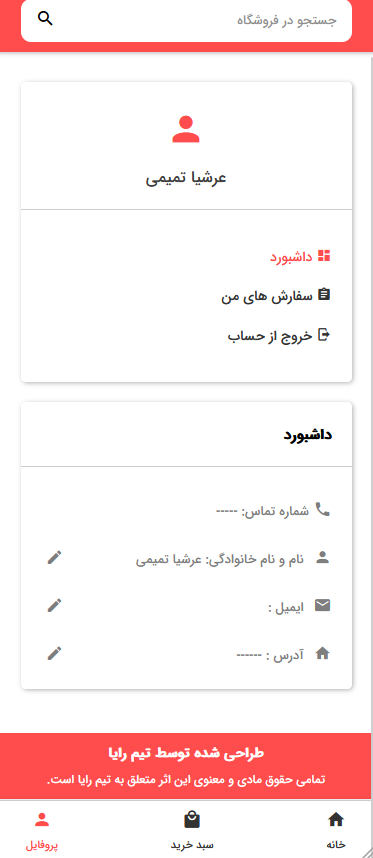 جستجو در فروشگاه
عرشیا تمیمی
داشبورد
سفارش های من
خروج از حساب
داشبورد
شماره تماس: -----
نام و نام خانوادگی: عرشیا تمیمی
ایمیل :
آدرس : ------
طراحی شده توسط تیم رایا
تمامی حقوق مادی و معنوی این اثر متعلق به تیم رایا است.
خانه
سبد خرید
پروفایل